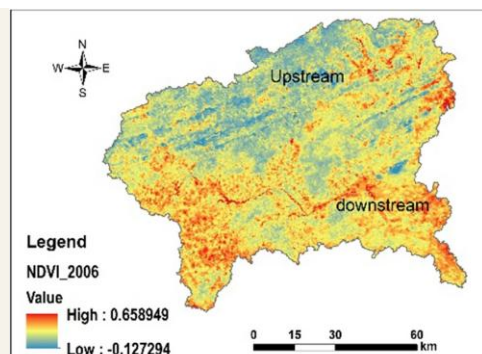 N
W E
S
Upstream
downstream
Legend
NDVI_2006
Value
High : 0.658949
Low : -0.127294
0 15 30 60
km